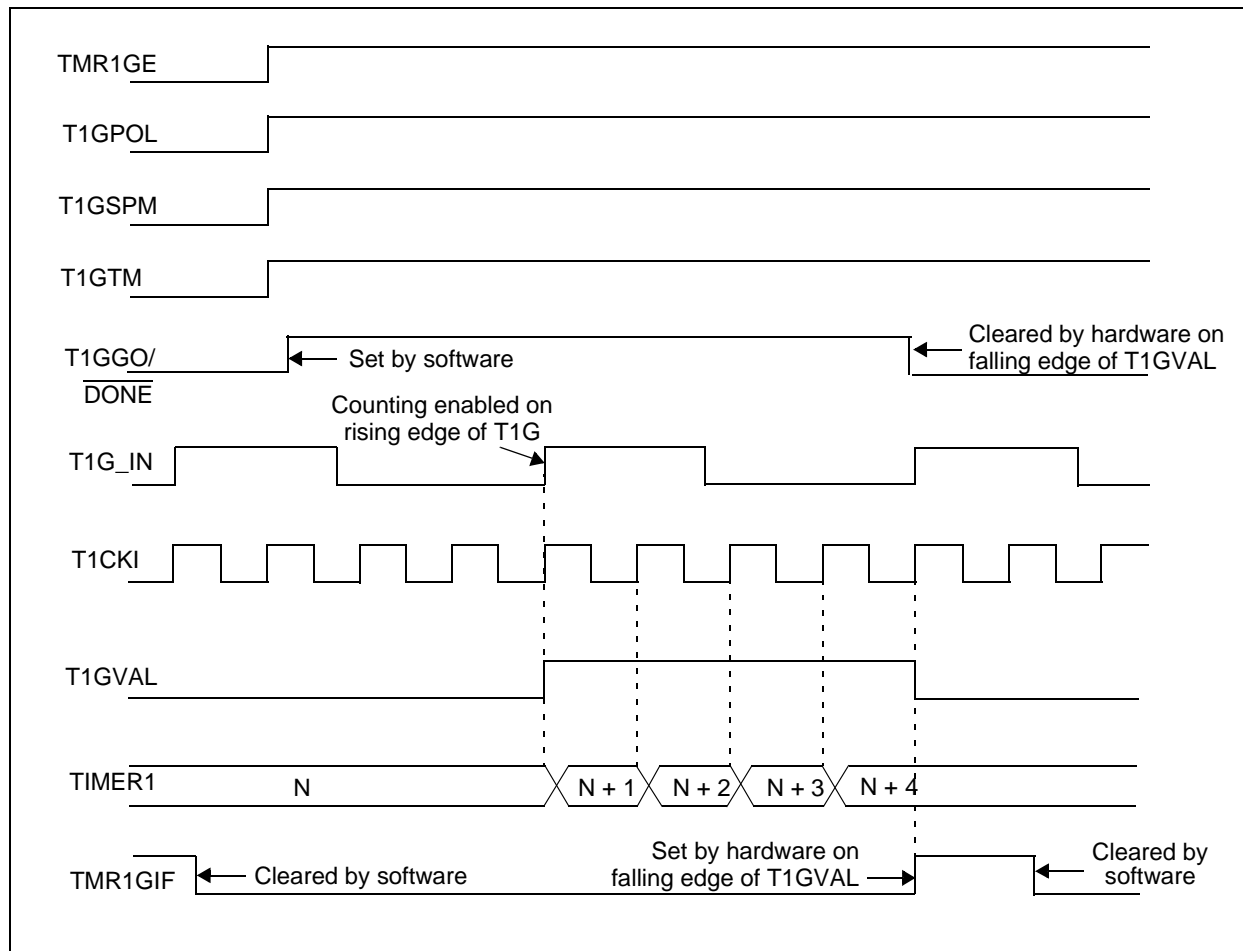 TMR1GE
T1GPOL
T1GSPM
T1GTM
T1GGO/
DONE
Set by software
Cleared by hardware on
falling edge of T1GVAL
Counting enabled on
rising edge of T1G
T1G_IN
T1CKI
T1GVAL
TIMER1
N
N + 1
N + 2
N + 3
N + 4
TMR1GIF
Cleared by software
Set by hardware on
falling edge of T1GVAL
Cleared by
software